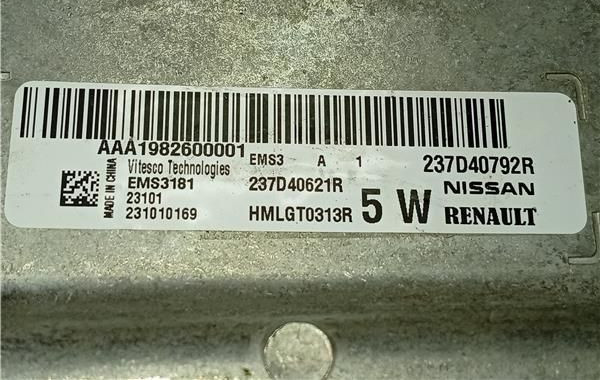 AAA1982600001 EMS3 A 1 237D40792R
MADE IN CHINA
Vitesco Technologies
EMS3181 237D40621R NISSAN
23101
231010169 HMLGT0313R 5 W RENAULT